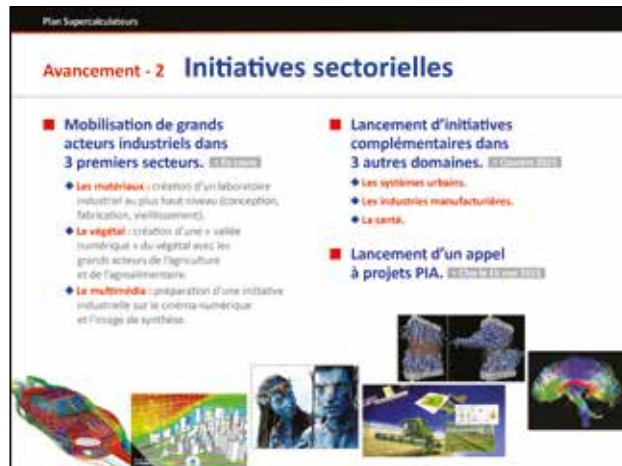 Plan Supercalculateurs
Avancement - 2 Initiatives sectorielles
Mobilisation de grands
acteurs industriels dans
3 premiers secteurs. > En cours
Les matériaux : création d'un laboratoire
industriel au plus haut niveau (conception,
fabrication, vieillissement).
Le végétal : création d'une « vallée
numérique » du végétal avec les
grands acteurs de l'agriculture
et de l'agroalimentaire.
Le multimédia : préparation d'une initiative
industrielle sur le cinéma numérique
et l'image de synthèse.
Lancement d'initiatives
complémentaires dans
3 autres domaines. > Courant 2015
Les systèmes urbains.
Les industries manufacturières.
La santé.
Lancement d'un appel
à projets PIA.